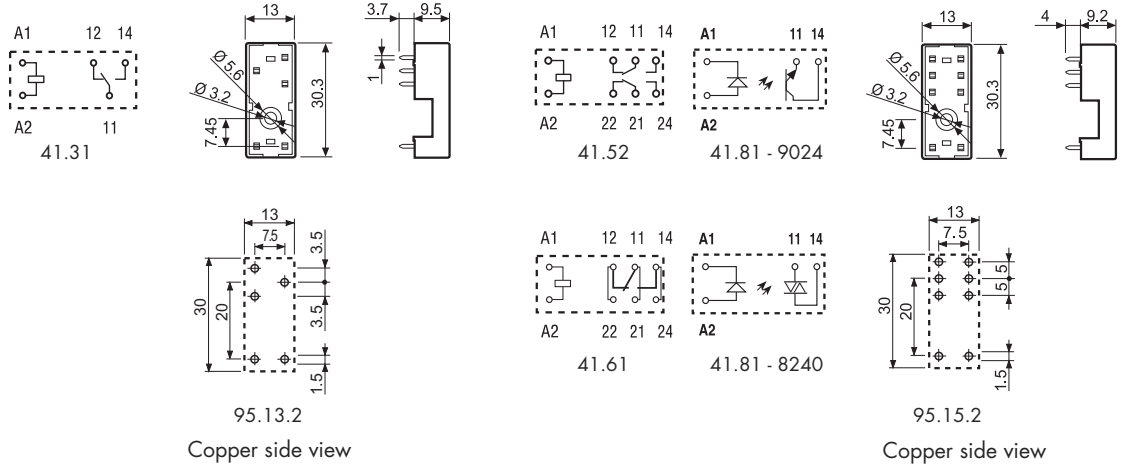 A1 12 14
A2 11
41.31
13
Ø 5.6
Ø 3.2
7.45
30.3
3.7 9.5
1
A1 12 11 14
A2 22 21 24
41.52
A1 11 14
A2
41.81 - 9024
13
Ø 5.6
Ø 3.2
7.45
30.3
4 9.2
13
7.5
3.5
30
20
3.5
1.5
95.13.2
Copper side view
A1 12 11 14
A2 22 21 24
41.61
A1 11 14
A2
41.81 - 8240
13
7.5
5
30
20
5
1.5
95.15.2
Copper side view